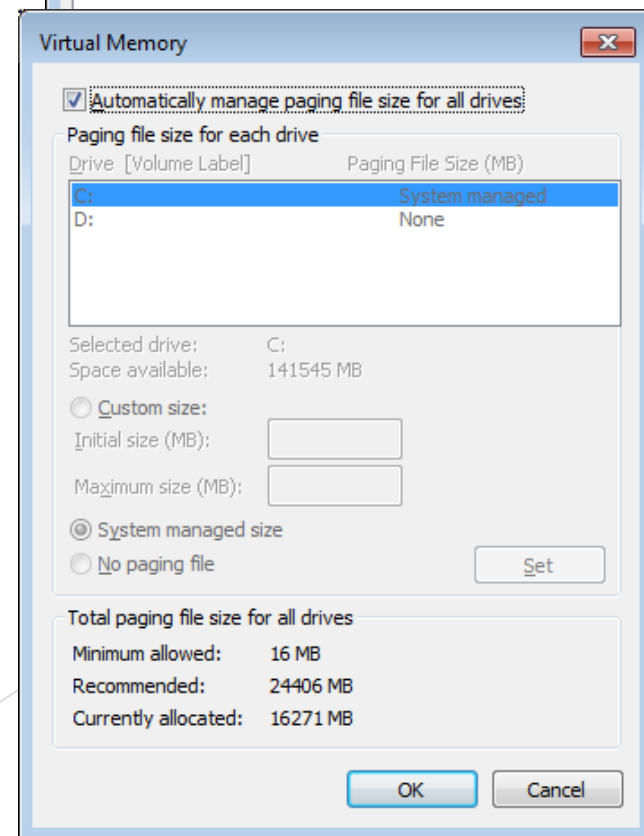 Virtual Memory
Automatically manage paging file size for all drives
Paging file size for each drive
Drive [Volume Label] Paging File Size (MB)
C: System managed
D: None
Selected drive: C:
Space available: 141545 MB
Custom size:
Initial size (MB):
Maximum size (MB):
System managed size
No paging file
Set
Total paging file size for all drives
Minimum allowed: 16 MB
Recommended: 24406 MB
Currently allocated: 16271 MB
OK Cancel